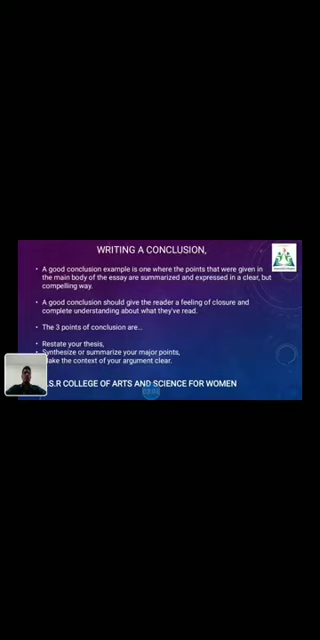 WRITING A CONCLUSION,
• A good conclusion example is one where the points that were given in
the main body of the essay are summarized and expressed in a clear, but
compelling way.
• A good conclusion should give the reader a feeling of closure and
complete understanding about what they've read.
• The 3 points of conclusion are...
• Restate your thesis,
• Synthesize or summarize your major points,
Make the context of your argument clear.
.S.R COLLEGE OF ARTS AND SCIENCE FOR WOMEN